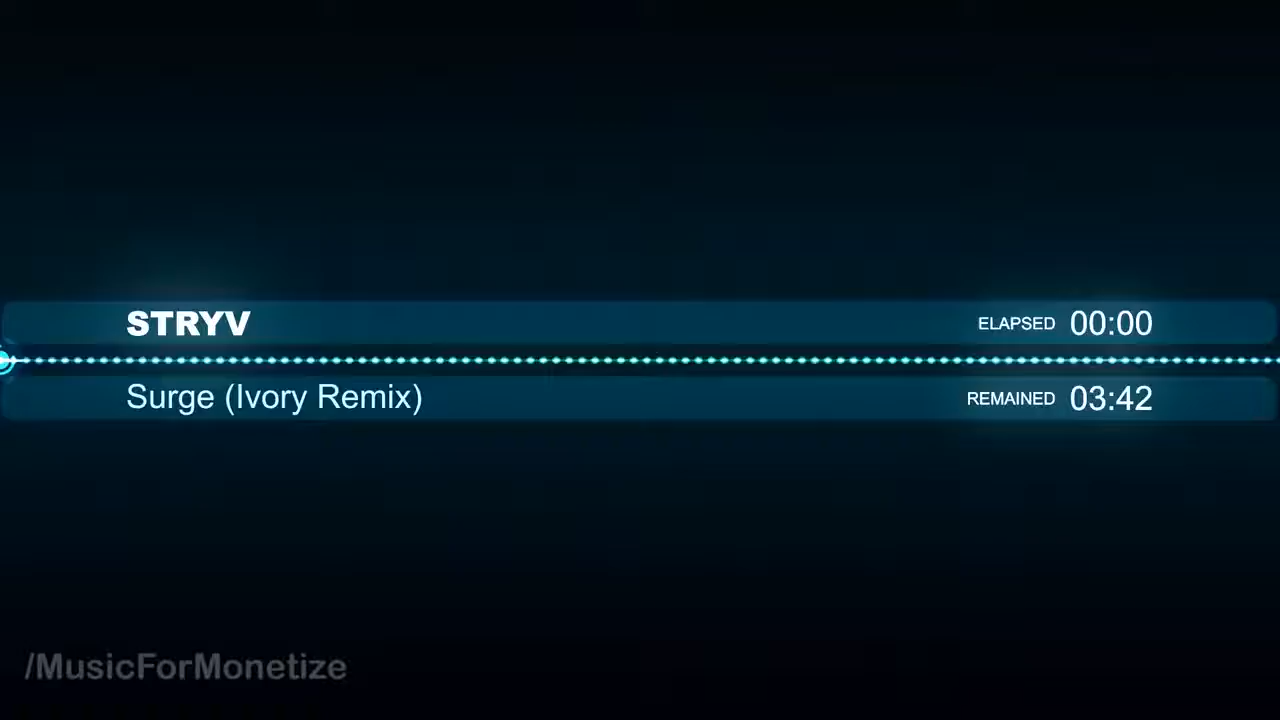 STRYV
ELAPSED 00:00
Surge (Ivory Remix)
REMAINED 03:42
/MusicForMonetize